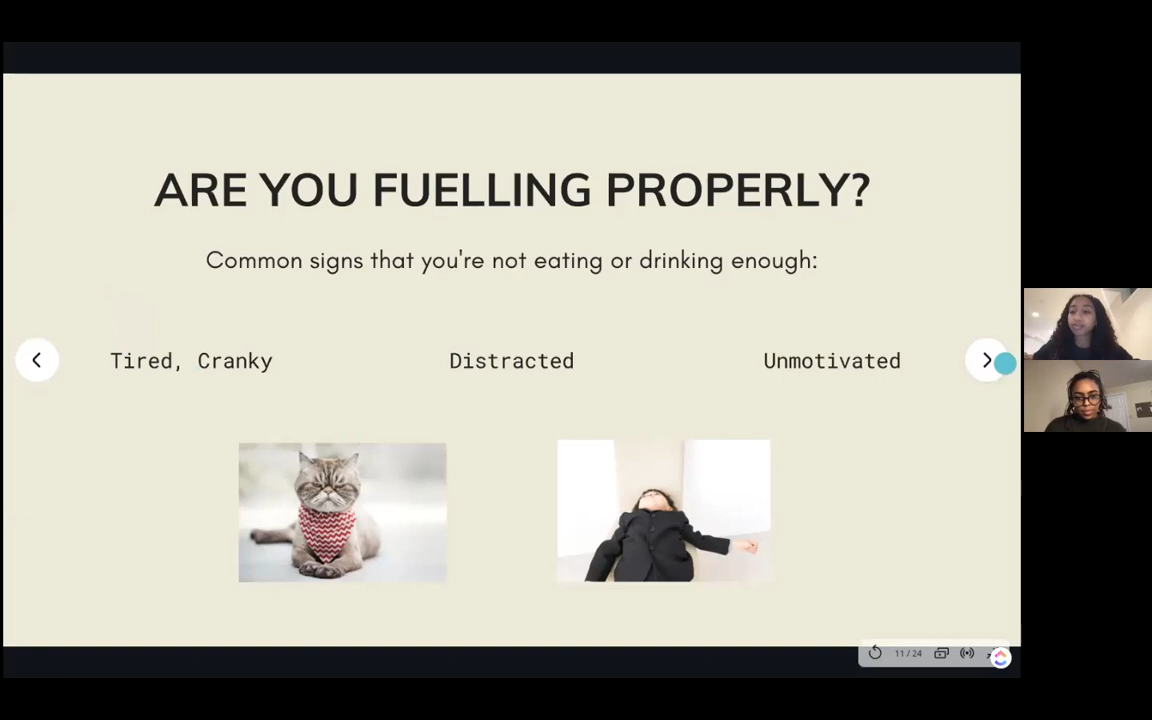 ARE YOU FUELLING PROPERLY?
Common signs that you're not eating or drinking enough:
Tired, Cranky
Distracted
Unmotivated
11 / 24